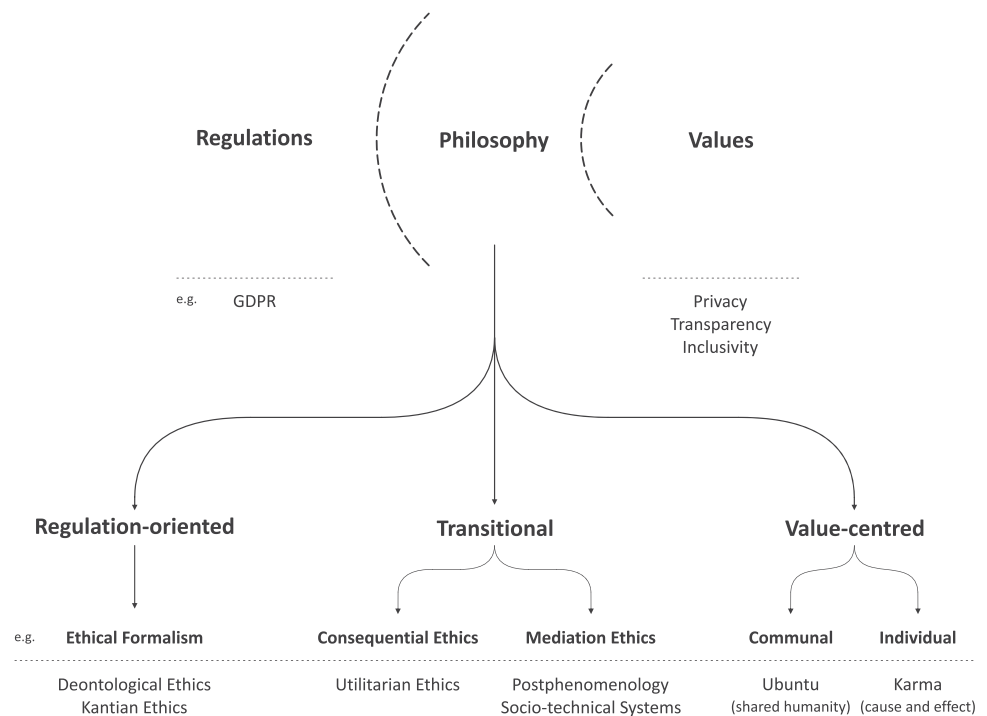 Regulations
Philosophy
Values
e.g. GDPR
Privacy
Transparency
Inclusivity
Regulation-oriented
Transitional
Value-centred
e.g. Ethical Formalism
Consequential Ethics
Mediation Ethics
Communal
Individual
Deontological Ethics
Kantian Ethics
Utilitarian Ethics
Postphenomenology
Socio-technical Systems
Ubuntu
(shared humanity)
Karma
(cause and effect)